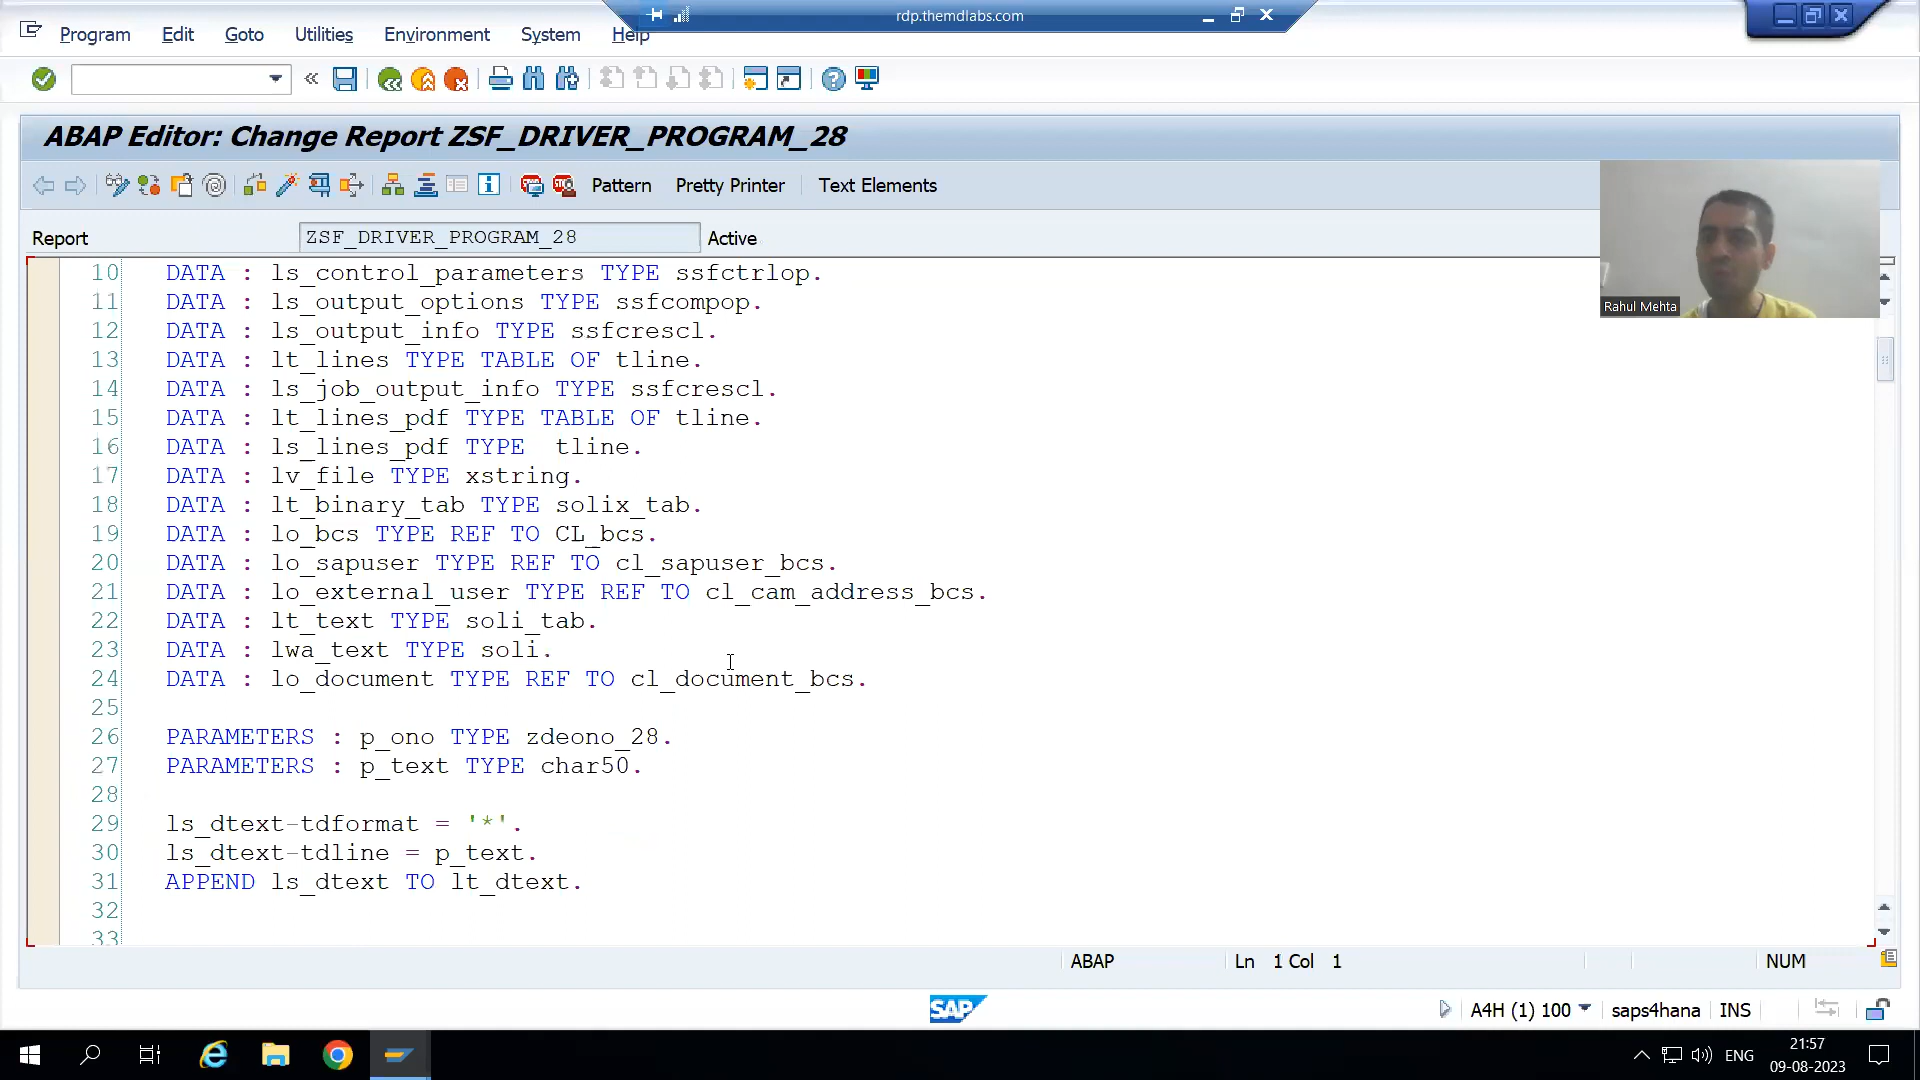 rdp.themdlabs.com
Program Edit Goto Utilities Environment System Help
ABAP Editor: Change Report ZSF_DRIVER_PROGRAM_28
Pattern Pretty Printer Text Elements
Report ZSF_DRIVER_PROGRAM_28 Active
Rahul Mehta
10 DATA : ls_control_parameters TYPE ssfctrlop.
11 DATA : ls_output_options TYPE ssfcompop.
12 DATA : ls_output_info TYPE ssfcrescl.
13 DATA : lt_lines TYPE TABLE OF tline.
14 DATA : ls_job_output_info TYPE ssfcrescl.
15 DATA : lt_lines_pdf TYPE TABLE OF tline.
16 DATA : ls_lines_pdf TYPE  tline.
17 DATA : lv_file TYPE xstring.
18 DATA : lt_binary_tab TYPE solix_tab.
19 DATA : lo_bcs TYPE REF TO CL_bcs.
20 DATA : lo_sapuser TYPE REF TO cl_sapuser_bcs.
21 DATA : lo_external_user TYPE REF TO cl_cam_address_bcs.
22 DATA : lt_text TYPE soli_tab.
23 DATA : lwa_text TYPE soli.
24 DATA : lo_document TYPE REF TO cl_document_bcs.
25
26 PARAMETERS : p_ono TYPE zdeono_28.
27 PARAMETERS : p_text TYPE char50.
28
29 ls_dtext-tdformat = '*'.
30 ls_dtext-tdline = p_text.
31 APPEND ls_dtext TO lt_dtext.
32
33
ABAP Ln 1 Col 1 NUM
SAP A4H (1) 100 saps4hana INS
ENG 21:57
09-08-2023